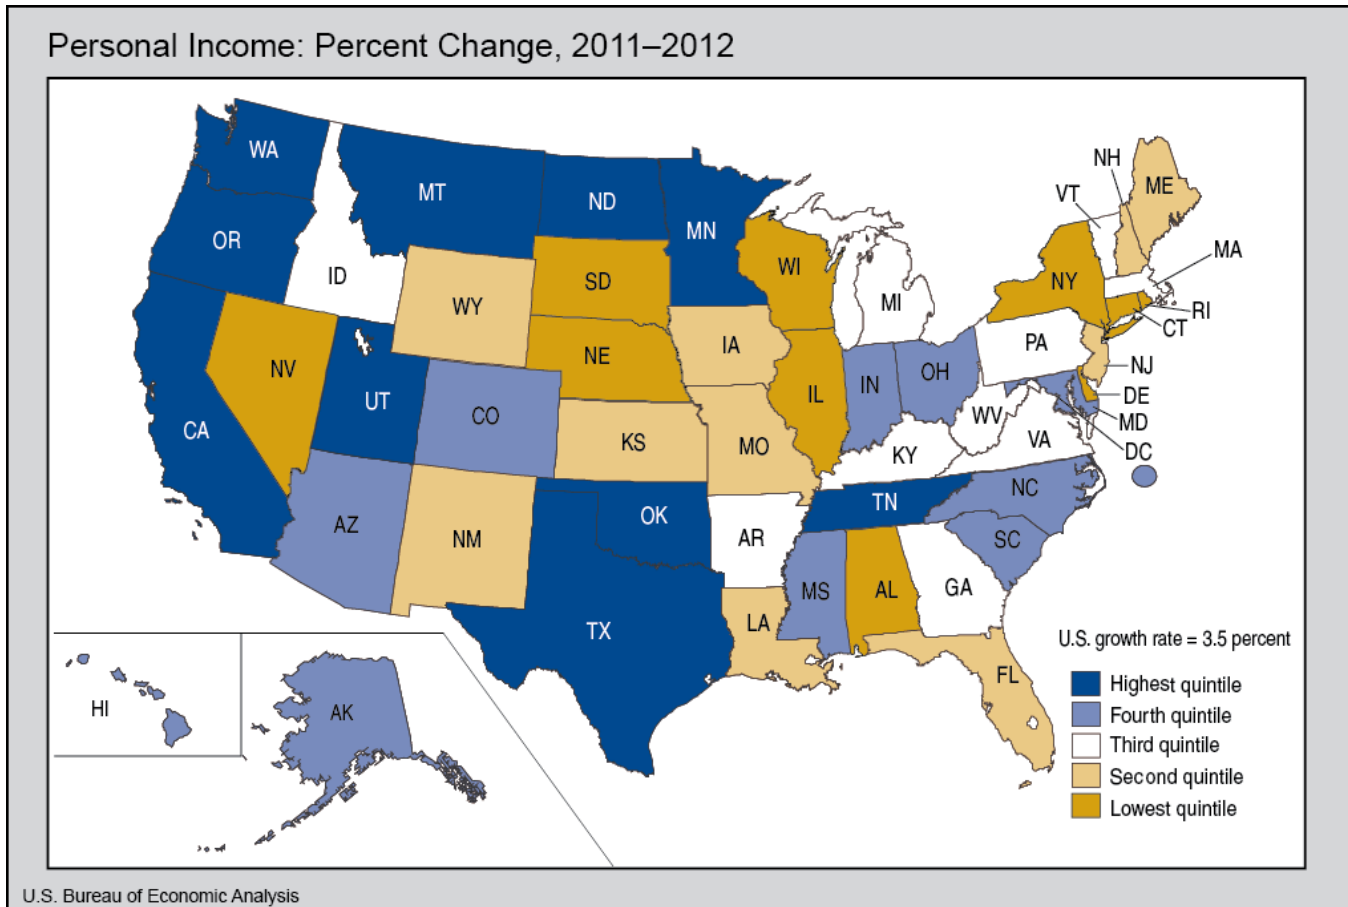 Personal Income: Percent Change, 2011–2012
WA
MT
ND
MN
OR
ID
WY
SD
WI
MI
NY
VT
NH
ME
MA
RI
CT
NV
UT
CO
NE
IA
IL
IN
OH
PA
NJ
DE
MD
DC
CA
KS
MO
WV
VA
KY
AZ
NM
OK
AR
TN
NC
SC
TX
LA
MS
AL
GA
FL
HI
AK
U.S. growth rate = 3.5 percent
Highest quintile
Fourth quintile
Third quintile
Second quintile
Lowest quintile
U.S. Bureau of Economic Analysis